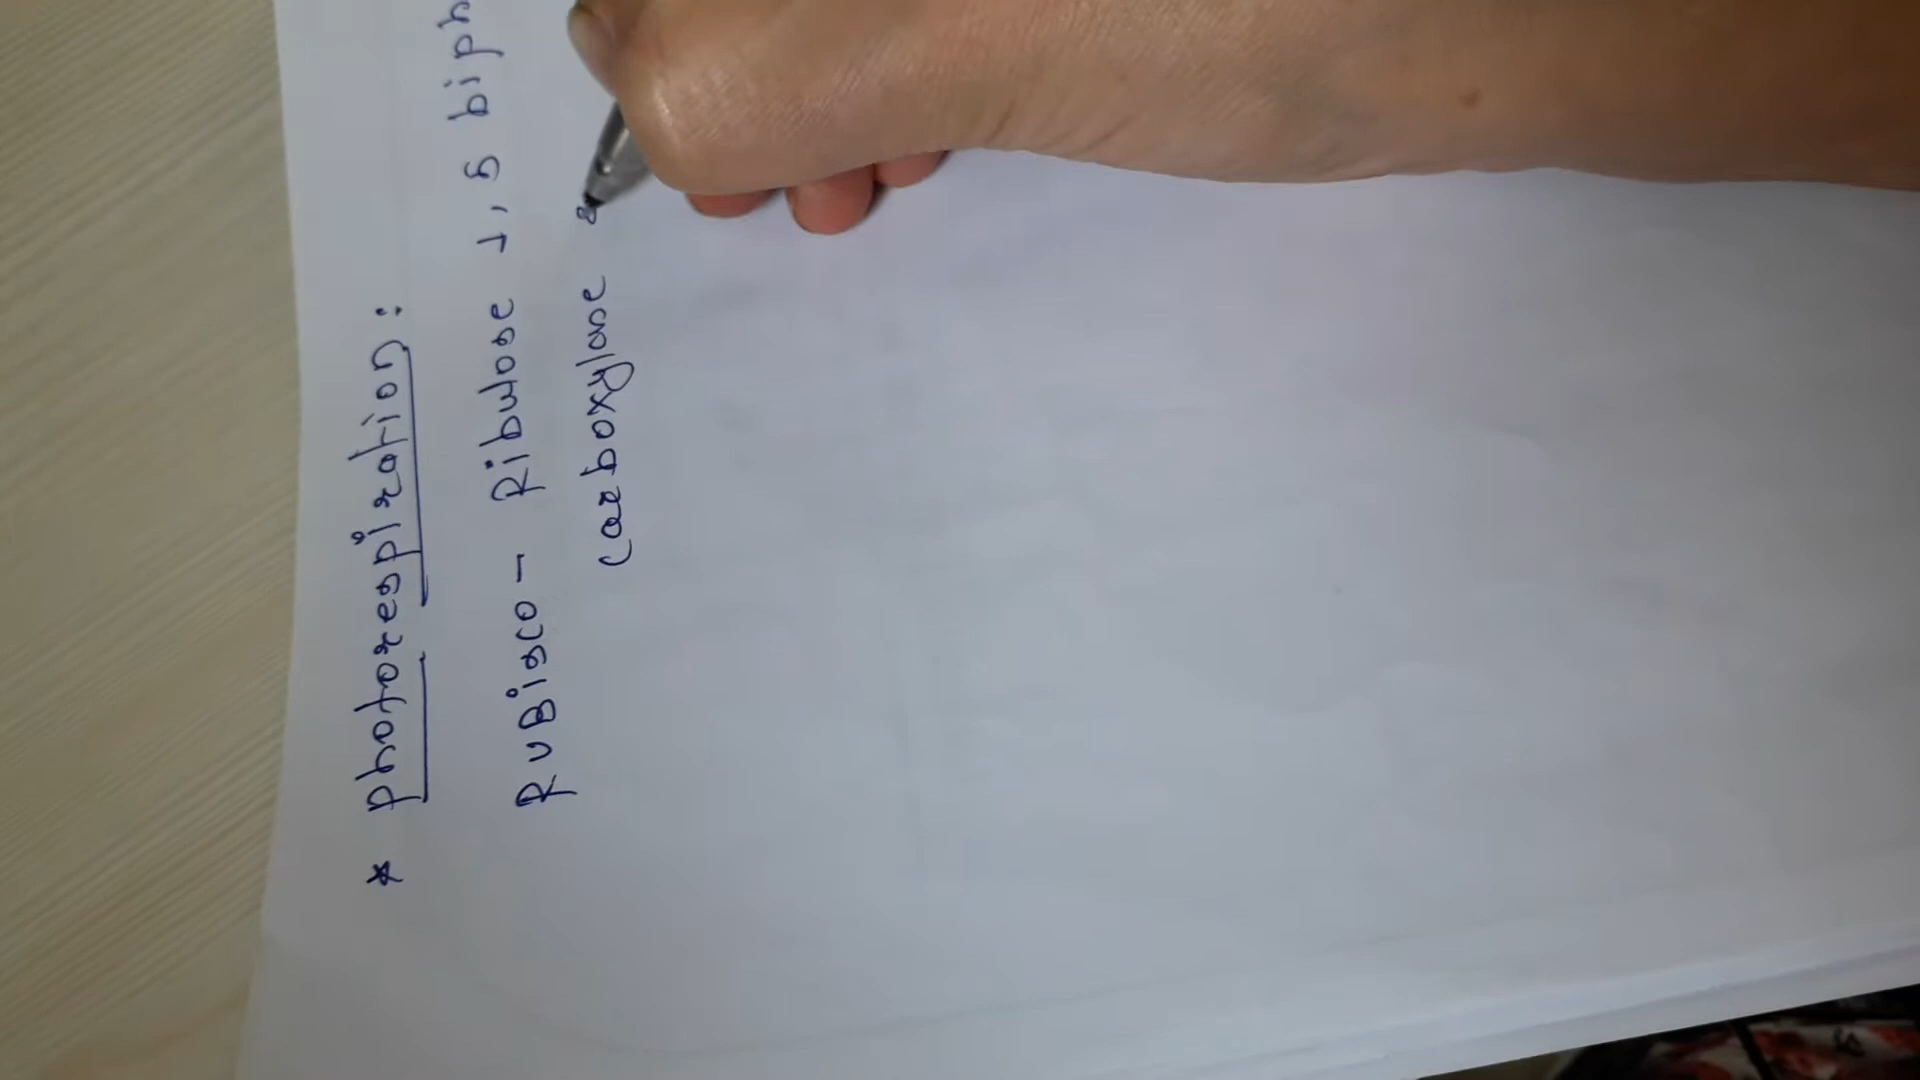 * photorespiration:
RuBisco - Ribulose 1,5 biph
carboxylase